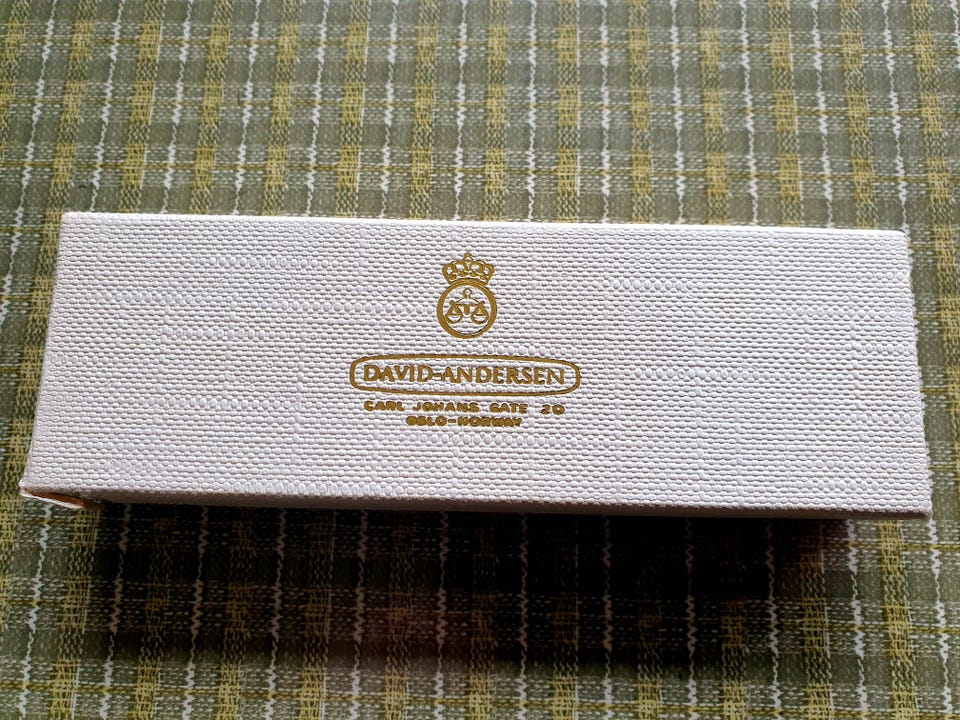 DAVID-ANDERSEN
CARL JOHANS GATE 20
OSLO-NORWAY